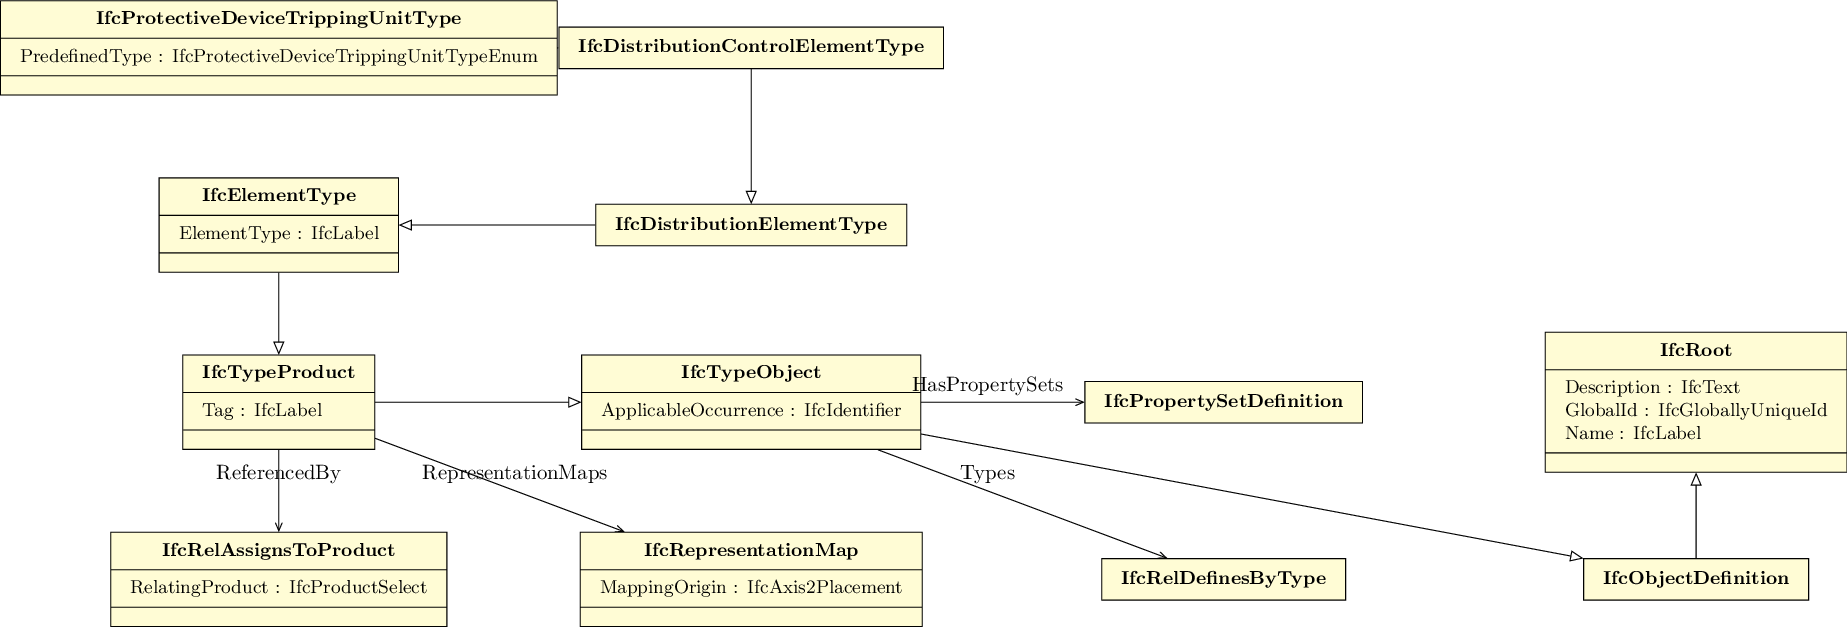 IfcProtectiveDeviceTrippingUnitType
PredefinedType : IfcProtectiveDeviceTrippingUnitTypeEnum
IfcDistributionControlElementType
IfcElementType
ElementType : IfcLabel
IfcDistributionElementType
IfcTypeProduct
Tag : IfcLabel
IfcTypeObject
ApplicableOccurrence : IfcIdentifier
HasPropertySets
IfcPropertySetDefinition
IfcRoot
Description : IfcText
GlobalId : IfcGloballyUniqueId
Name : IfcLabel
ReferencedBy
RepresentationMaps
Types
IfcRelAssignsToProduct
RelatingProduct : IfcProductSelect
IfcRepresentationMap
MappingOrigin : IfcAxis2Placement
IfcRelDefinesByType
IfcObjectDefinition